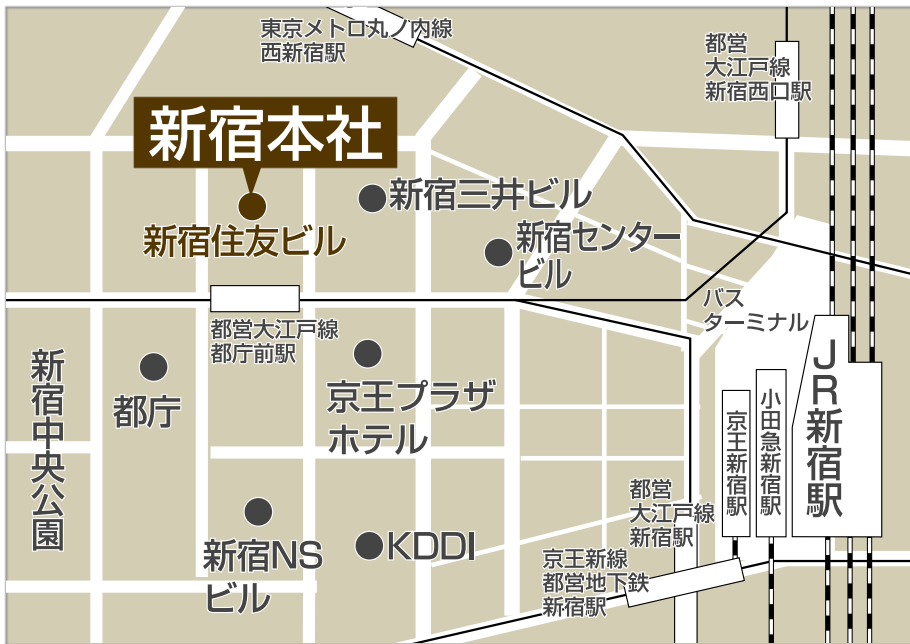 東京メトロ丸ノ内線
西新宿駅
都営
大江戸線
新宿西口駅
新宿本社
新宿三井ビル
新宿住友ビル
新宿センター
ビル
バス
ターミナル
都営大江戸線
都庁前駅
新宿中央公園
都庁
京王プラザ
ホテル
JR新宿駅
小田急新宿駅
京王新宿駅
都営
大江戸線
新宿駅
新宿NS
ビル
KDDI
京王新線
都営地下鉄
新宿駅